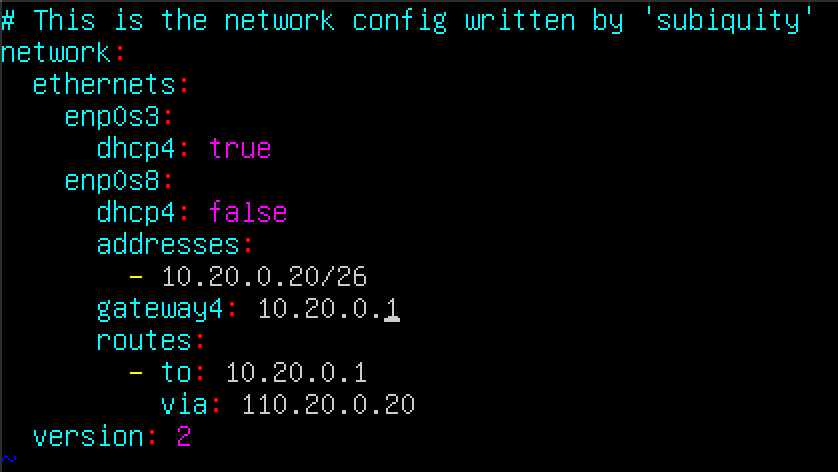 # This is the network config written by 'subiquity'
network:
  ethernets:
    enp0s3:
      dhcp4: true
    enp0s8:
      dhcp4: false
      addresses:
        - 10.20.0.20/26
      gateway4: 10.20.0.1
      routes:
        - to: 10.20.0.1
          via: 110.20.0.20
  version: 2
~